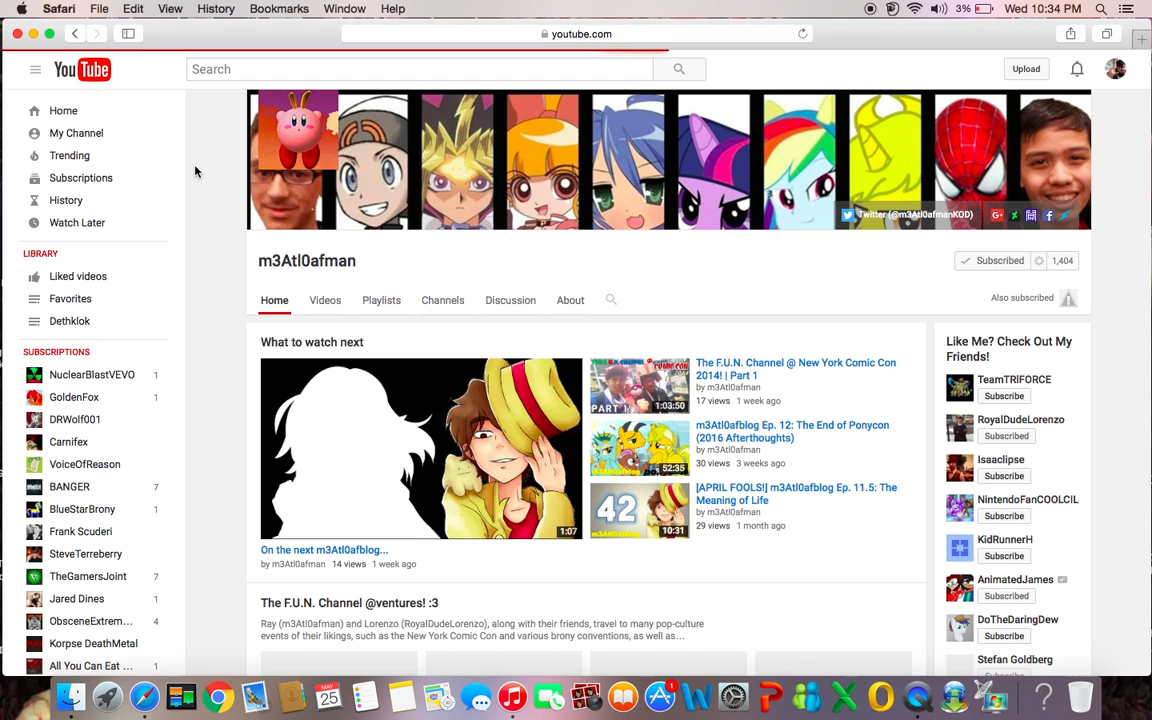 Safari File Edit View History Bookmarks Window Help 3% Wed 10:34 PM
youtube.com
YouTube Search Upload
Home
My Channel
Trending
Subscriptions
History
Watch Later
LIBRARY
Liked videos
Favorites
Dethklok
SUBSCRIPTIONS
NuclearBlastVEVO 1
GoldenFox 1
DRWolf001
Carnifex
VoiceOfReason
BANGER 7
BlueStarBrony 1
Frank Scuderi
SteveTerreberry
TheGamersJoint 7
Jared Dines 1
ObsceneExtrem... 4
Korpse DeathMetal
All You Can Eat ... 1
Twitter (@m3Atl0afmanKOD)
m3Atl0afman
Subscribed 1,404
Home Videos Playlists Channels Discussion About
Also subscribed
What to watch next
1:07
On the next m3Atl0afblog...
by m3Atl0afman 14 views 1 week ago
COMIC CON
2014!
PART 1
1:03:50
The F.U.N. Channel @ New York Comic Con
2014! | Part 1
by m3Atl0afman
17 views 1 week ago
52:35
m3Atl0afblog Ep. 12: The End of Ponycon
(2016 Afterthoughts)
by m3Atl0afman
30 views 3 weeks ago
42
10:31
[APRIL FOOLS!] m3Atl0afblog Ep. 11.5: The
Meaning of Life
by m3Atl0afman
29 views 1 month ago
The F.U.N. Channel @ventures! :3
Ray (m3Atl0afman) and Lorenzo (RoyalDudeLorenzo), along with their friends, travel to many pop-culture
events of their likings, such as the New York Comic Con and various brony conventions, as well as...
Like Me? Check Out My
Friends!
TeamTRIFORCE
Subscribe
RoyalDudeLorenzo
Subscribed
Isaaclipse
Subscribe
NintendoFanCOOLCIL
Subscribe
KidRunnerH
Subscribe
AnimatedJames
Subscribed
DoTheDaringDew
Subscribe
Stefan Goldberg
MAY
25
1